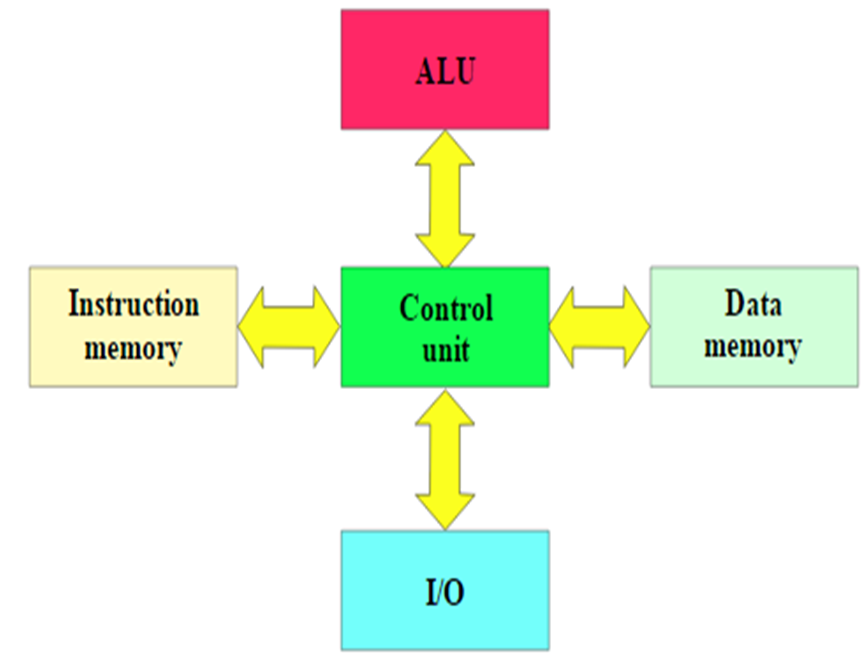 ALU
Instruction
memory
Control
unit
Data
memory
I/O